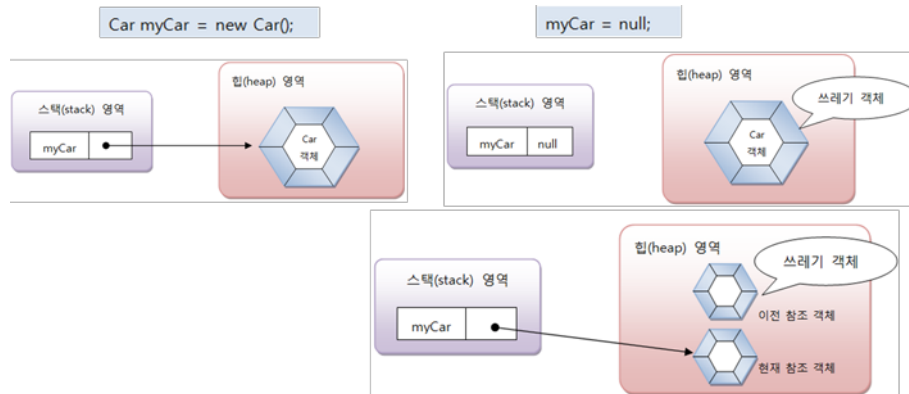 Car myCar = new Car();
myCar = null;
힙(heap) 영역
스택(stack) 영역
myCar
Car
객체
힙(heap) 영역
쓰레기 객체
스택(stack) 영역
myCar
null
Car
객체
힙(heap) 영역
쓰레기 객체
스택(stack) 영역
이전 참조 객체
myCar
현재 참조 객체